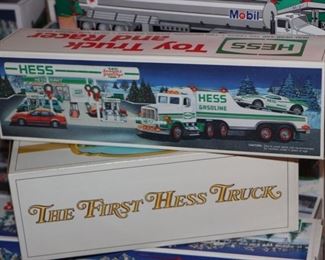 Mobil
Toy Truck and Racer
HESS
HESS
HESS
GASOLINE
THE FIRST HESS TRUCK